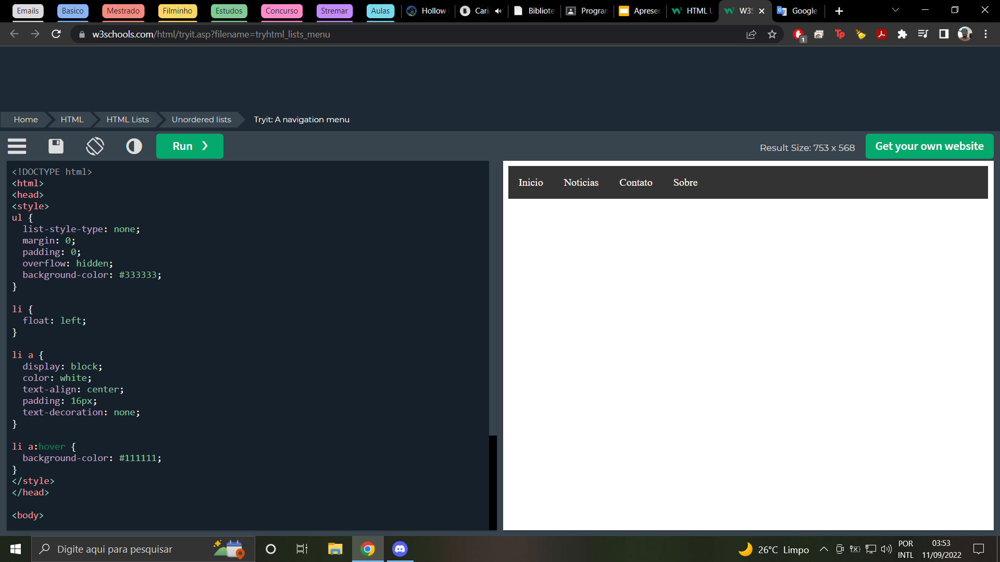 Emails Basico Mestrado Filminho Estudos Concurso Stremar Aulas Hollow Cari Bibliote Program Apresen HTML U W3S Google
w3schools.com/html/tryit.asp?filename=tryhtml_lists_menu
1
Home HTML HTML Lists Unordered lists Tryit: A navigation menu
Run ❯ Result Size: 753 x 568 Get your own website
<!DOCTYPE html>
<html>
<head>
<style>
ul {
  list-style-type: none;
  margin: 0;
  padding: 0;
  overflow: hidden;
  background-color: #333333;
}
li {
  float: left;
}
li a {
  display: block;
  color: white;
  text-align: center;
  padding: 16px;
  text-decoration: none;
}
li a:hover {
  background-color: #111111;
}
</style>
</head>
<body>
Inicio Noticias Contato Sobre
Digite aqui para pesquisar
26°C Limpo
POR
INTL
03:53
11/09/2022